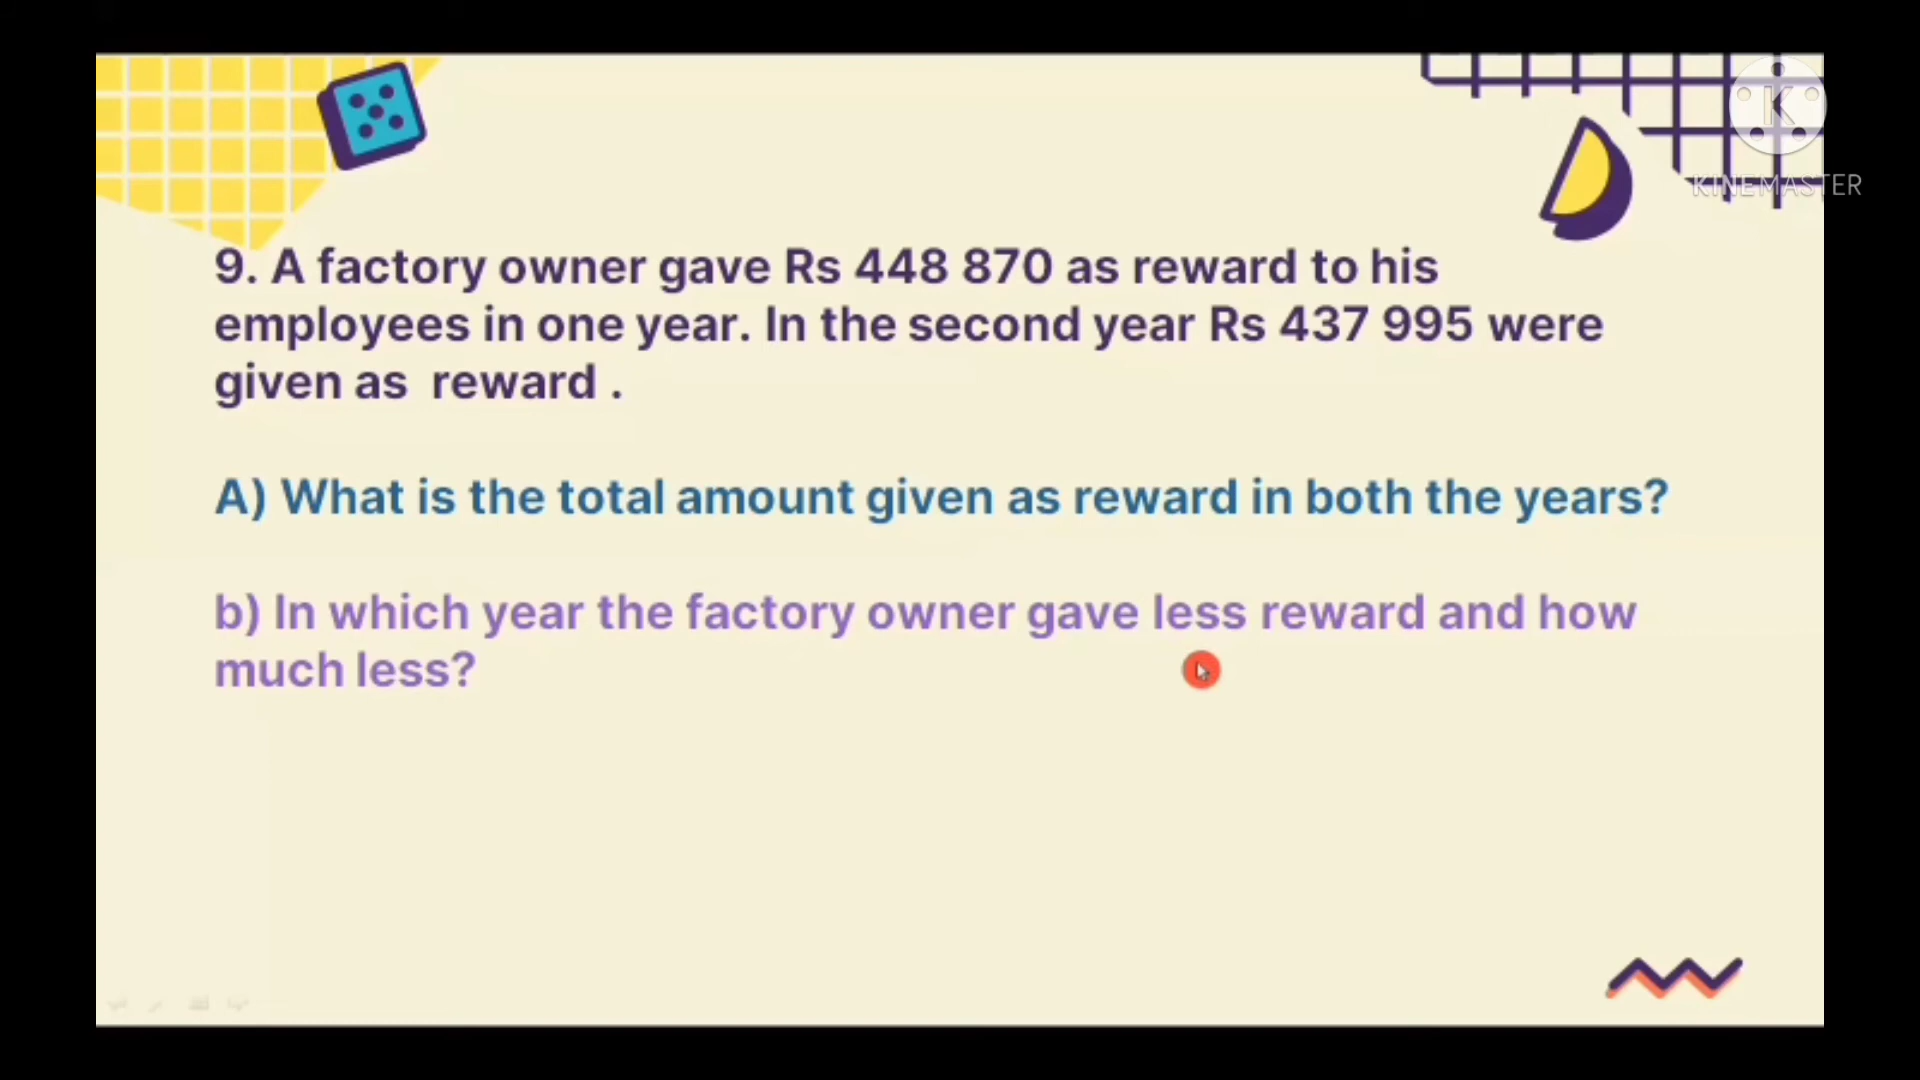 K
KINEMASTER
9. A factory owner gave Rs 448 870 as reward to his
employees in one year. In the second year Rs 437 995 were
given as reward .
A) What is the total amount given as reward in both the years?
b) In which year the factory owner gave less reward and how
much less?